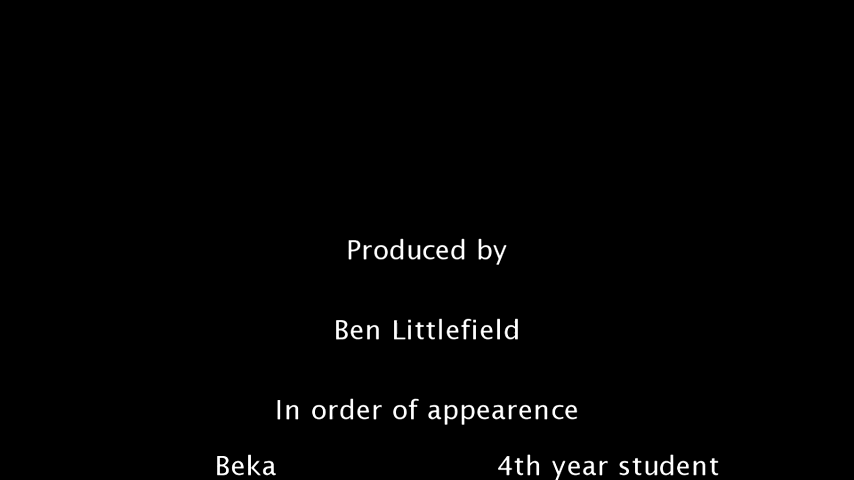 Produced by
Ben Littlefield
In order of appearence
Beka 4th year student